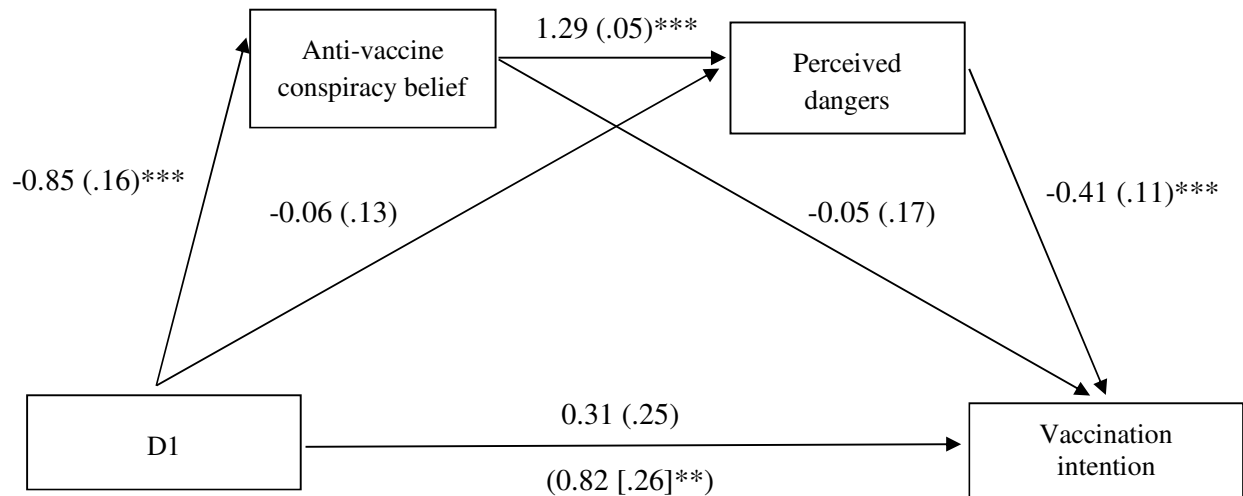 1.29 (.05)***
Anti-vaccine
conspiracy belief
Perceived
dangers
-0.85 (.16)***
-0.06 (.13)
-0.05 (.17)
-0.41 (.11)***
D1
0.31 (.25)
(0.82 [.26]**)
Vaccination
intention